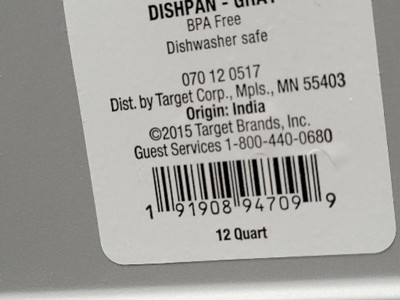 DISHPAN - GRAY
BPA Free
Dishwasher safe
070 12 0517
Dist. by Target Corp., Mpls., MN 55403
Origin: India
©2015 Target Brands, Inc.
Guest Services 1-800-440-0680
1 91908 94709 9
12 Quart